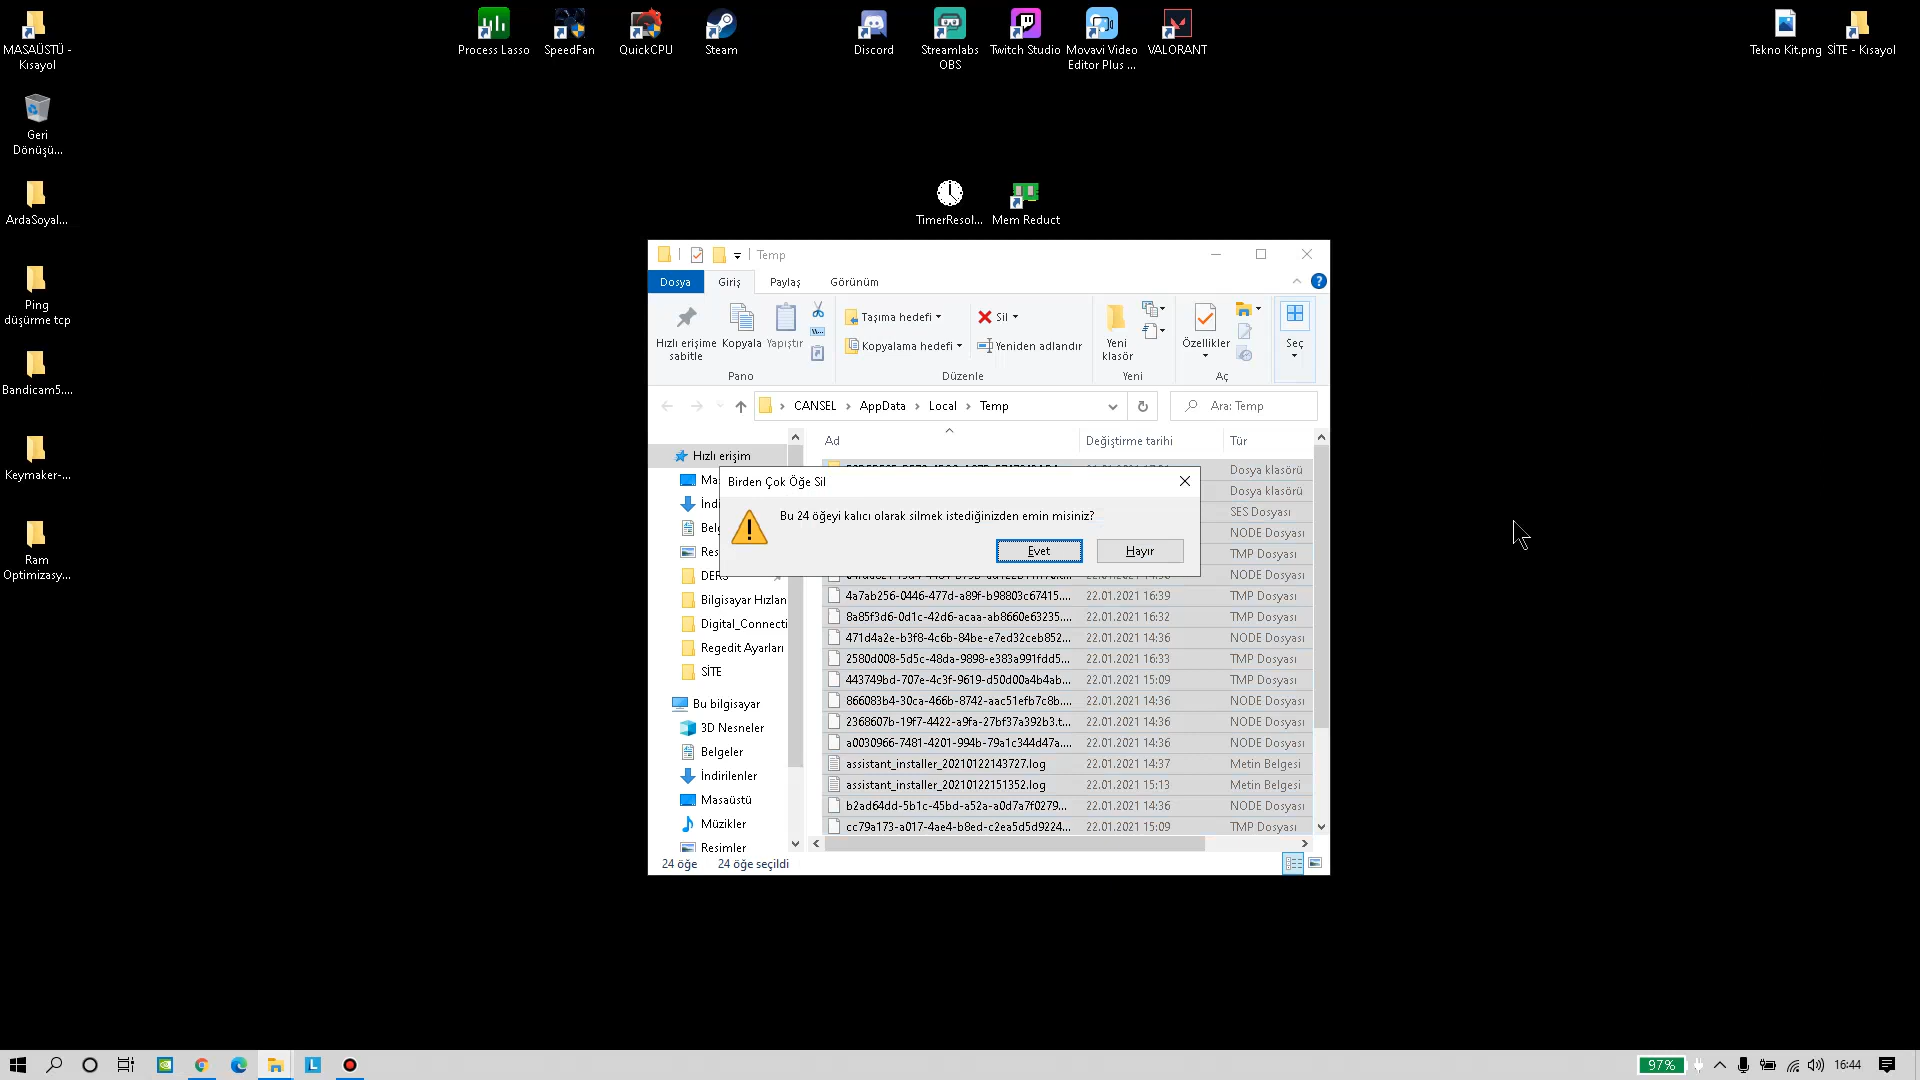 MASAÜSTÜ -
Kısayol
Process Lasso
SpeedFan
QuickCPU
Steam
Discord
Streamlabs
OBS
Twitch Studio
Movavi Video
Editor Plus ...
VALORANT
Tekno Kit.png
SİTE - Kısayol
Geri
Dönüşü...
ArdaSoyal...
Ping
düşürme tcp
Bandicam5....
Keymaker-...
Ram
Optimizasy...
TimerResol...
Mem Reduct
Temp
Dosya
Giriş
Paylaş
Görünüm
Hızlı erişime
sabitle
Kopyala
Yapıştır
Pano
Taşıma hedefi
Kopyalama hedefi
Sil
Yeniden adlandır
Düzenle
Yeni
klasör
Yeni
Özellikler
Aç
Seç
CANSEL > AppData > Local > Temp
Ara: Temp
Ad
Değiştirme tarihi
Tür
Hızlı erişim
DERS
Bilgisayar Hızlan
Digital_Connecti
Regedit Ayarları
SİTE
Bu bilgisayar
3D Nesneler
Belgeler
İndirilenler
Masaüstü
Müzikler
Resimler
Dosya klasörü
Dosya klasörü
SES Dosyası
NODE Dosyası
TMP Dosyası
NODE Dosyası
Birden Çok Öğe Sil
Bu 24 öğeyi kalıcı olarak silmek istediğinizden emin misiniz?
Evet
Hayır
4a7ab256-0446-477d-a89f-b98803c67415.... 22.01.2021 16:39 TMP Dosyası
8a85f3d6-0d1c-42d6-acaa-ab8660e63235.... 22.01.2021 16:32 TMP Dosyası
471d4a2e-b3f8-4c6b-84be-e7ed32ceb852... 22.01.2021 14:36 NODE Dosyası
2580d008-5d5c-48da-9898-e383a991fdd5... 22.01.2021 16:33 TMP Dosyası
443749bd-707e-4c3f-9619-d50d00a4b4ab... 22.01.2021 15:09 TMP Dosyası
866083b4-30ca-466b-8742-aac51efb7c8b.... 22.01.2021 14:36 NODE Dosyası
2368607b-19f7-4422-a9fa-27bf37a392b3.t... 22.01.2021 14:36 NODE Dosyası
a0030966-7481-4201-994b-79a1c344d47a.... 22.01.2021 14:36 NODE Dosyası
assistant_installer_20210122143727.log 22.01.2021 14:37 Metin Belgesi
assistant_installer_20210122151352.log 22.01.2021 15:13 Metin Belgesi
b2ad64dd-5b1c-45bd-a52a-a0d7a7f0279... 22.01.2021 14:36 NODE Dosyası
cc79a173-a017-4ae4-b8ed-c2ea5d5d9224... 22.01.2021 15:09 TMP Dosyası
24 öğe
24 öğe seçildi
97%
16:44